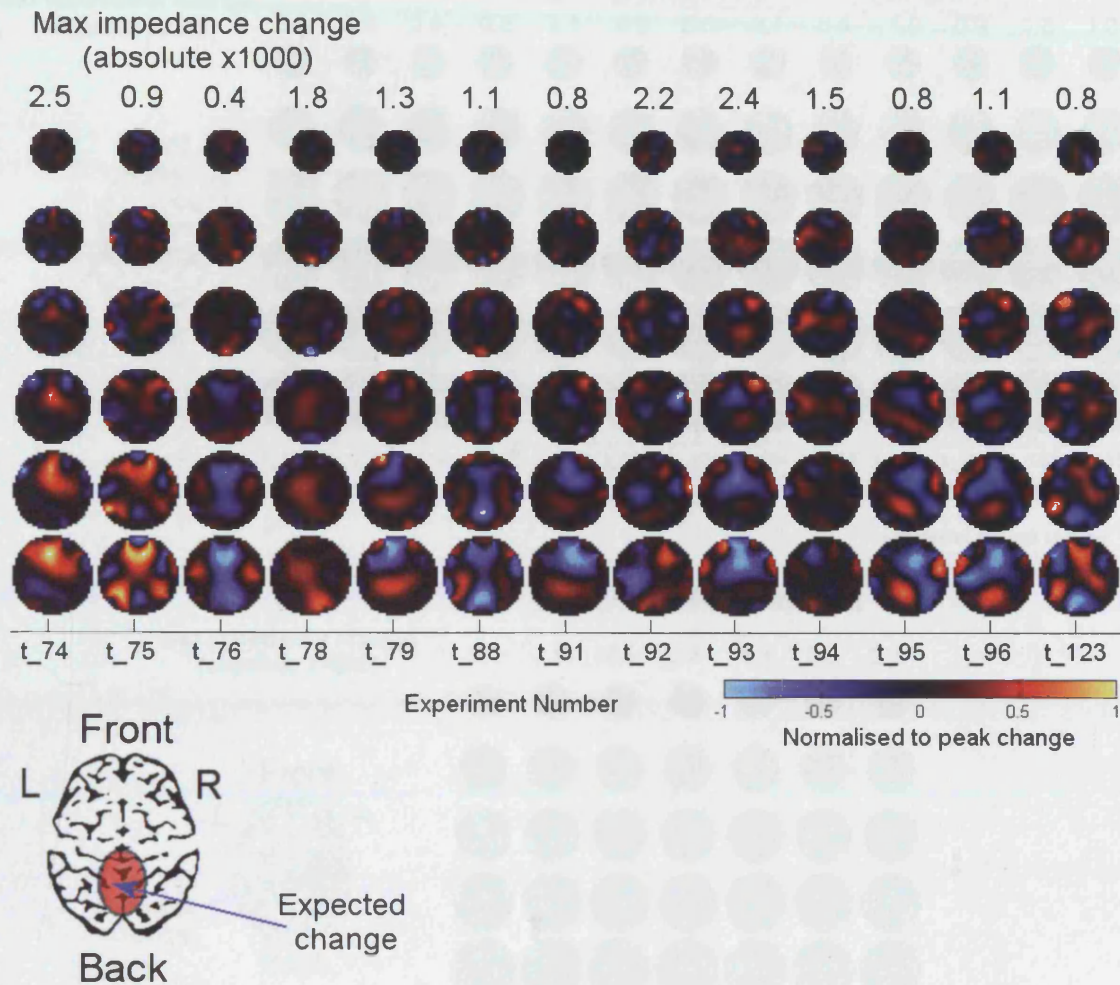 Max impedance change
(absolute x1000)
2.5 0.9 0.4 1.8 1.3 1.1 0.8 2.2 2.4 1.5 0.8 1.1 0.8
t_74 t_75 t_76 t_78 t_79 t_88 t_91 t_92 t_93 t_94 t_95 t_96 t_123
Experiment Number
-1 -0.5 0 0.5 1
Normalised to peak change
Front
L R
Expected
change
Back